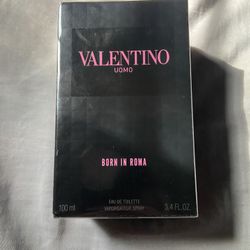 VALENTINO
UOMO
BORN IN ROMA
EAU DE TOILETTE
100 ml VAPORISATEUR SPRAY 3.4 FL.OZ.